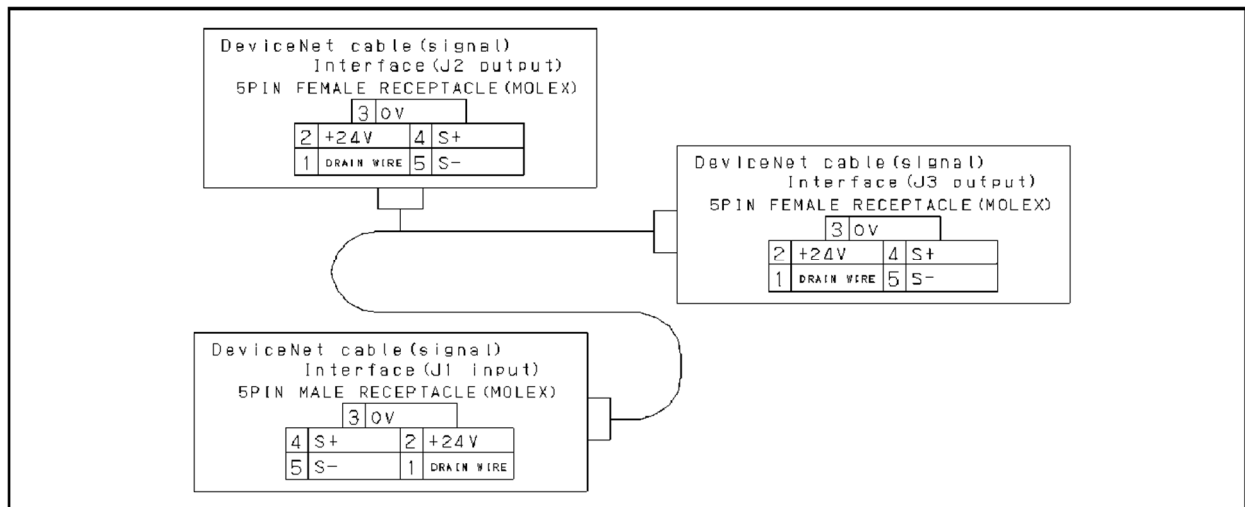 DeviceNet cable(signal)
Interface(J2 output)
5PIN FEMALE RECEPTACLE(MOLEX)
3 0V
2 +24V 4 S+
1 DRAIN WIRE 5 S-
DeviceNet cable(signal)
Interface(J3 output)
5PIN FEMALE RECEPTACLE(MOLEX)
3 0V
2 +24V 4 S+
1 DRAIN WIRE 5 S-
DeviceNet cable(signal)
Interface(J1 input)
5PIN MALE RECEPTACLE(MOLEX)
3 0V
4 S+ 2 +24V
5 S- 1 DRAIN WIRE